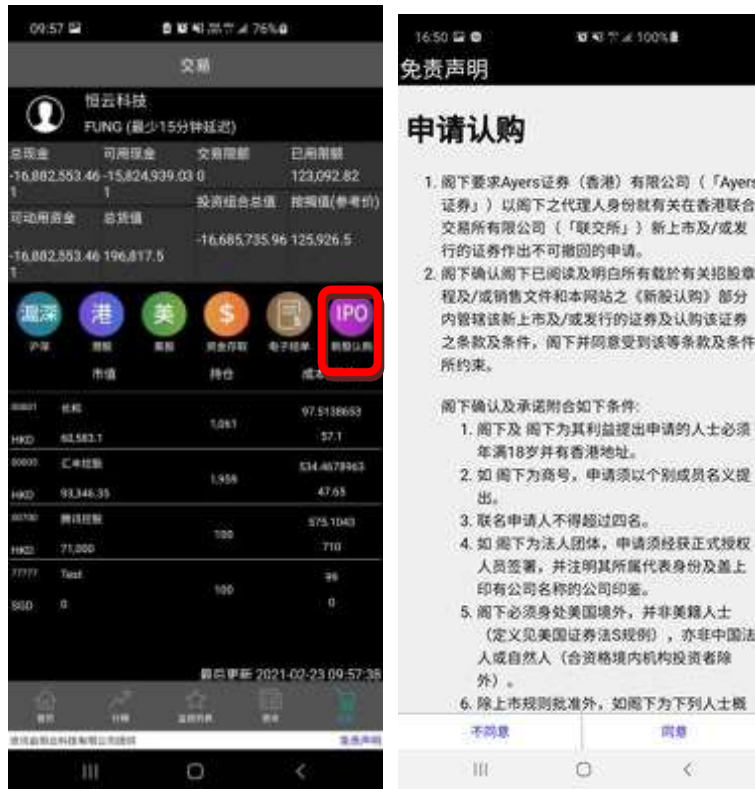 09:57
76%
交易
恒云科技
FUNG (最少15分钟延迟)
总现金 可用现金 交易限额 已用限额
-16,882,553.46 -15,824,939.03 0 123,092.82
1 1
投资组合总值 按揭值(参考价)
可动用资金 总货值
-16,685,735.96 125,926.5
-16,882,553.46 196,817.5
1
沪深 港 美 $ IPO
沪深 港股 美股 资金存取 电子结单 新股认购
市值 持仓 成本
00001 长和 1,061 97.5138653
HKD 60,583.1 57.1
00005 汇丰控股 1,959 534.4678963
HKD 93,346.35 47.65
00700 腾讯控股 100 575.1043
HKD 71,000 710
77777 Test 100 96
SGD 0 0
最后更新 2021-02-23 09:57:38
免责声明
16:50
100%
免责声明
申请认购
1. 阁下要求Ayers证券(香港)有限公司(「Ayers
证券」)以阁下之代理人身份就有关在香港联合
交易所有限公司(「联交所」)新上市及/或发
行的证券作出不可撤回的申请。
2. 阁下确认阁下已阅读及明白所有载於有关招股章
程及/或销售文件和本网站之《新股认购》部分
内管辖该新上市及/或发行的证券及认购该证券
之条款及条件,阁下并同意受到该等条款及条件
所约束。
阁下确认及承诺附合如下条件:
1. 阁下及 阁下为其利益提出申请的人士必须
年满18岁并有香港地址。
2. 如 阁下为商号,申请须以个别成员名义提
出。
3. 联名申请人不得超过四名。
4. 如 阁下为法人团体,申请须经获正式授权
人员签署,并注明其所属代表身份及盖上
印有公司名称的公司印鉴。
5. 阁下必须身处美国境外,并非美籍人士
(定义见美国证券法S规例),亦非中国法
人或自然人(合资格境内机构投资者除
外)。
6. 除上市规则批准外,如阁下为下列人士概
不同意 同意